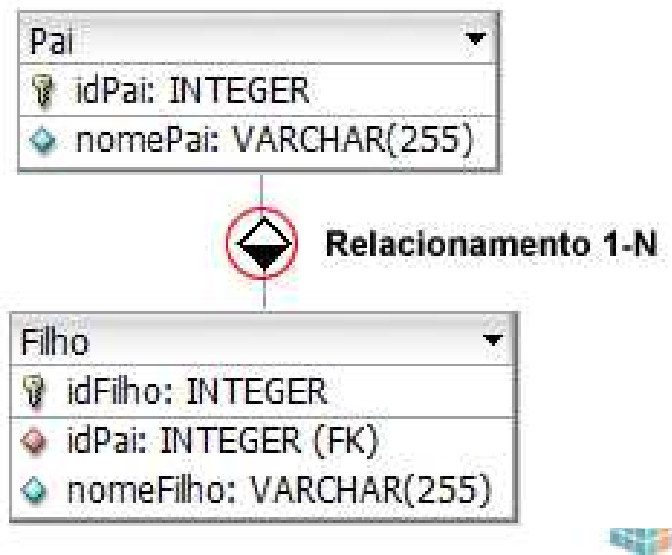 Pai
idPai: INTEGER
nomePai: VARCHAR(255)
Relacionamento 1-N
Filho
idFilho: INTEGER
idPai: INTEGER (FK)
nomeFilho: VARCHAR(255)